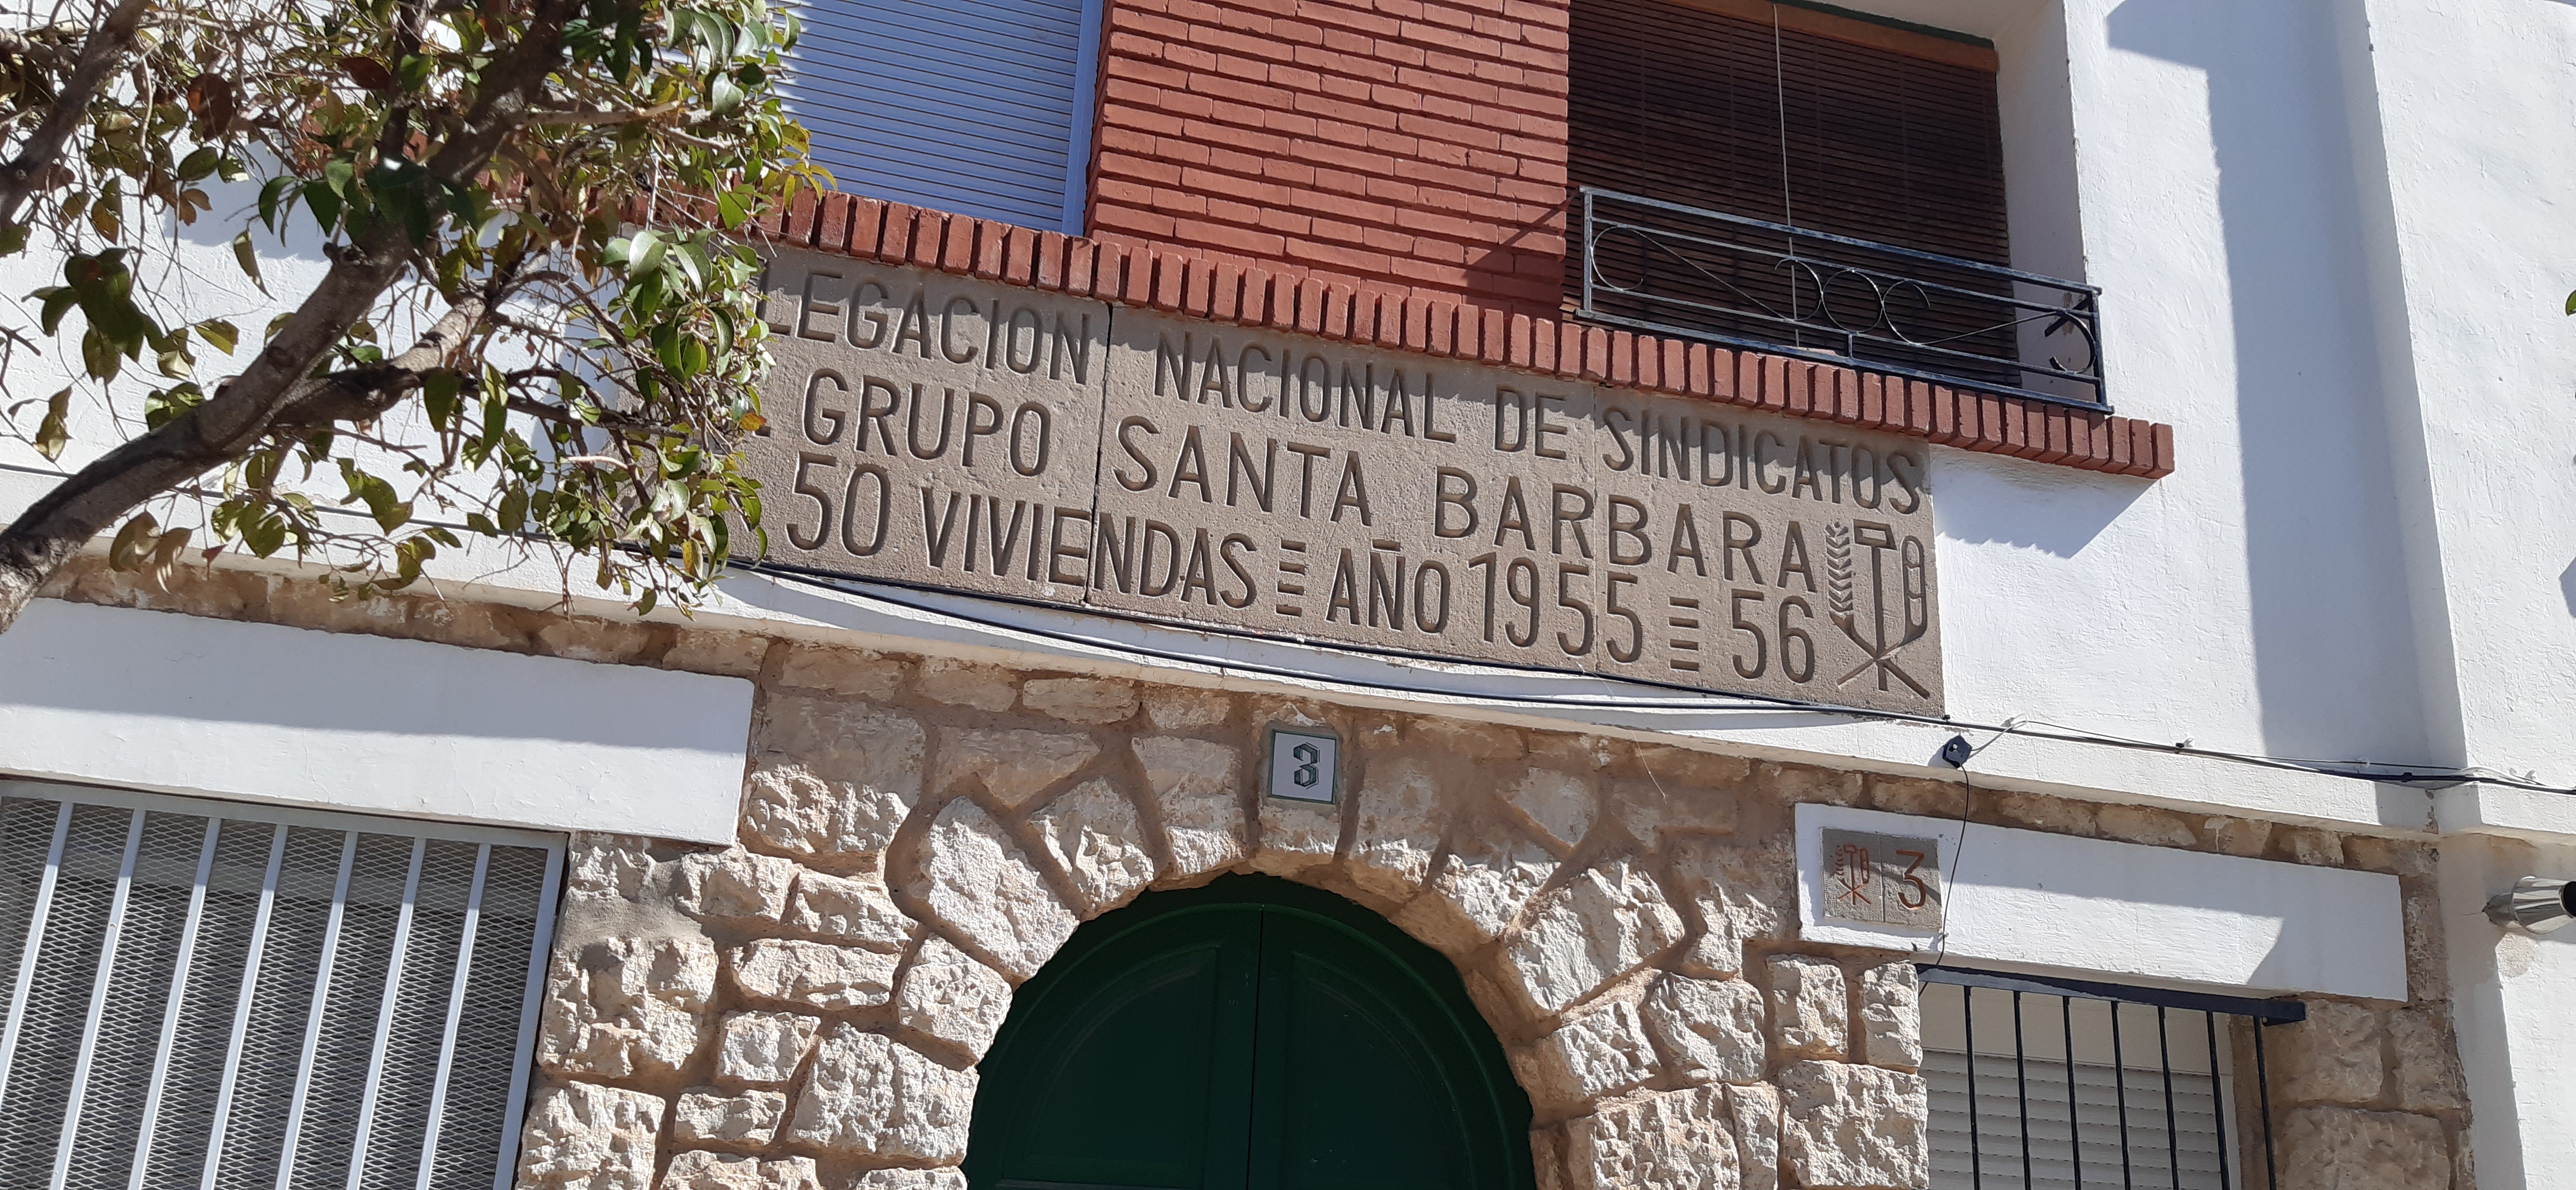 LEGACION NACIONAL DE SINDICATOS
GRUPO SANTA BARBARA
50 VIVIENDAS AÑO 1955 56
3
3